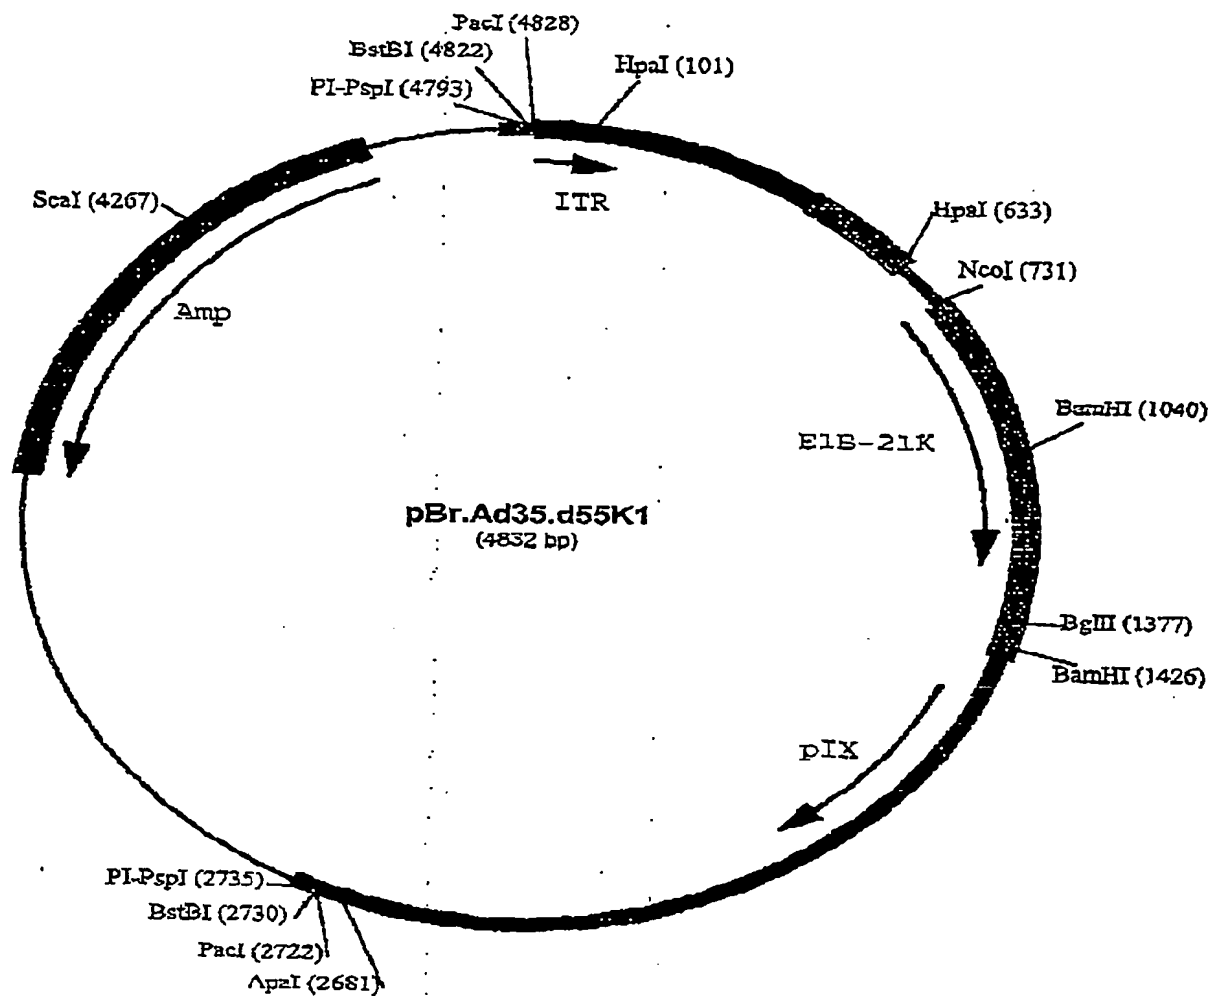 PacI (4828)
BstBI (4822)
HpaI (101)
PI-PspI (4793)
ScaI (4267)
ITR
HpaI (633)
NcoI (731)
Amp
BamHI (1040)
E1B-21K
pBr.Ad35.d55K1
(4832 bp)
BglII (1377)
BamHI (1426)
pIX
PI-PspI (2735)
BstBI (2730)
PacI (2722)
ApaI (2681)